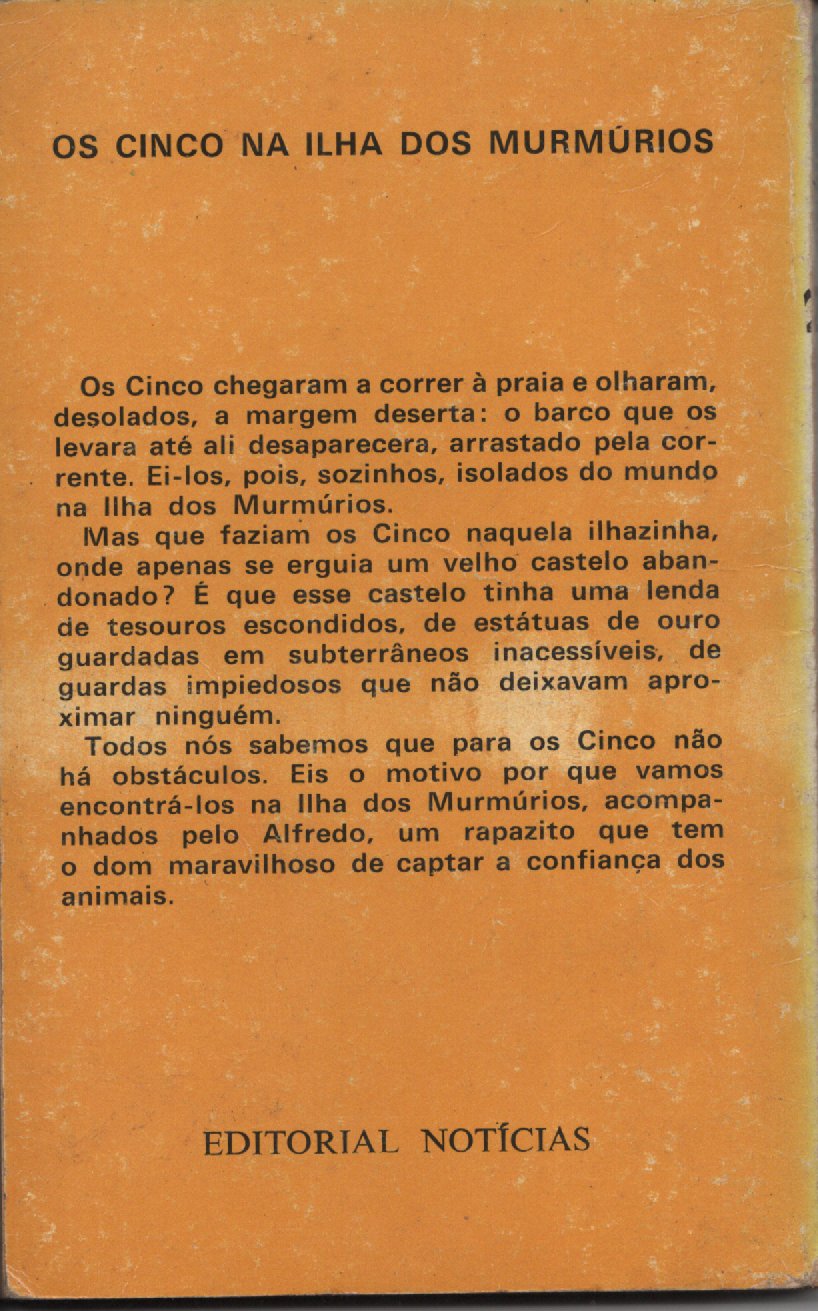 OS CINCO NA ILHA DOS MURMÚRIOS
Os Cinco chegaram a correr à praia e olharam,
desolados, a margem deserta: o barco que os
levara até ali desaparecera, arrastado pela cor-
rente. Ei-los, pois, sozinhos, isolados do mundo
na Ilha dos Murmúrios.
Mas que faziam os Cinco naquela ilhazinha,
onde apenas se erguia um velho castelo aban-
donado? É que esse castelo tinha uma lenda
de tesouros escondidos, de estátuas de ouro
guardadas em subterrâneos inacessíveis, de
guardas impiedosos que não deixavam apro-
ximar ninguém.
Todos nós sabemos que para os Cinco não
há obstáculos. Eis o motivo por que vamos
encontrá-los na Ilha dos Murmúrios, acompa-
nhados pelo Alfredo, um rapazito que tem
o dom maravilhoso de captar a confiança dos
animais.
EDITORIAL NOTÍCIAS